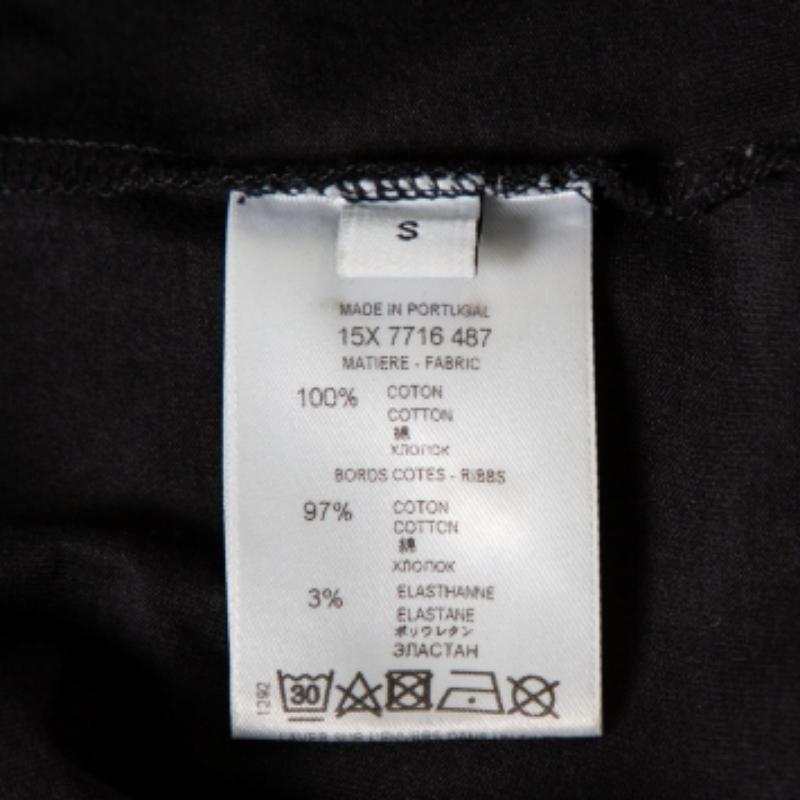 S
MADE IN PORTUGAL
15X 7716 487
MATIERE - FABRIC
100% COTON
COTTON
綿
ХЛОПОК
BORDS COTES - RIBBS
97% COTON
COTTON
綿
ХЛОПОК
3% ELASTHANNE
ELASTANE
ポリウレタン
ЭЛАСТАН
1292
30